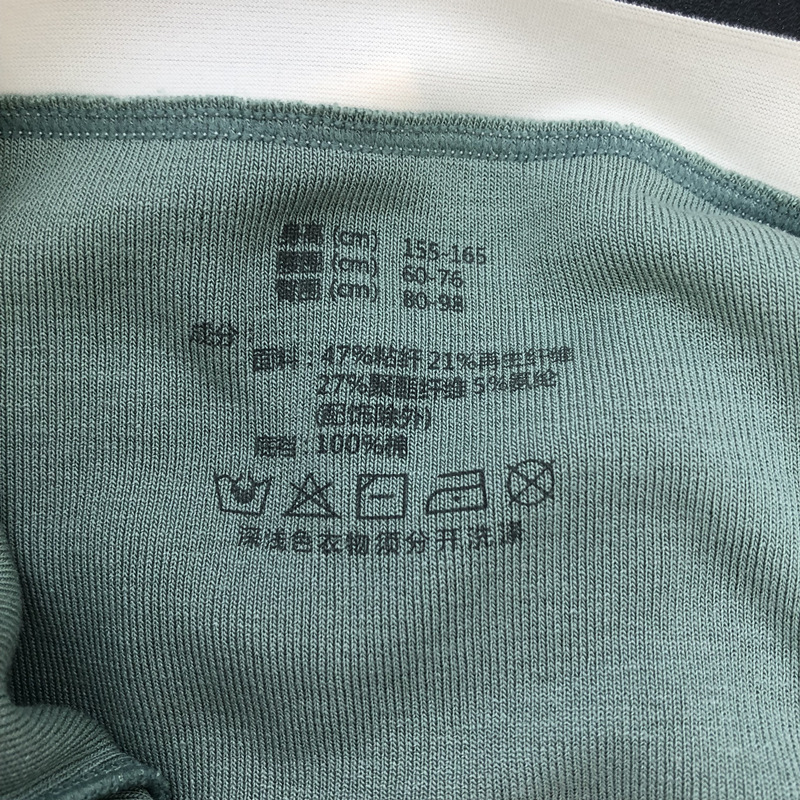 身高 (cm) 155-165
腰围 (cm) 60-76
臀围 (cm) 80-98
成分：
面料：47%粘纤 21%再生纤维
27%聚酯纤维 5%氨纶
(配饰除外)
底裆：100%棉
深浅色衣物须分开洗涤